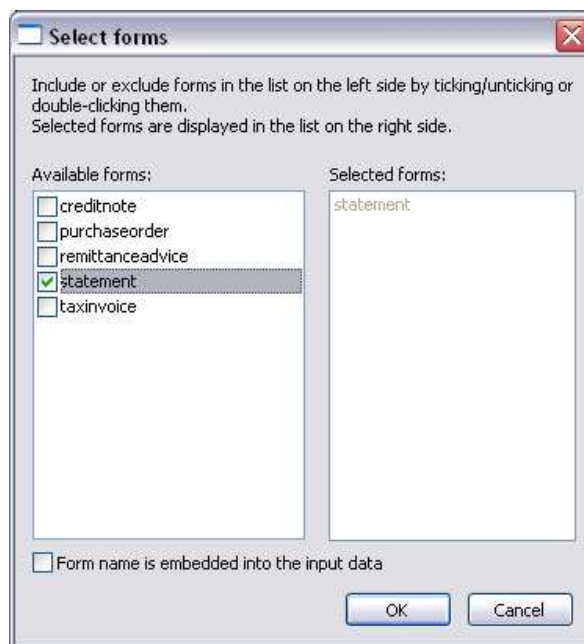 Select forms
Include or exclude forms in the list on the left side by ticking/unticking or
double-clicking them.
Selected forms are displayed in the list on the right side.
Available forms:
Selected forms:
creditnote
purchaseorder
remittanceadvice
statement
taxinvoice
statement
Form name is embedded into the input data
OK
Cancel